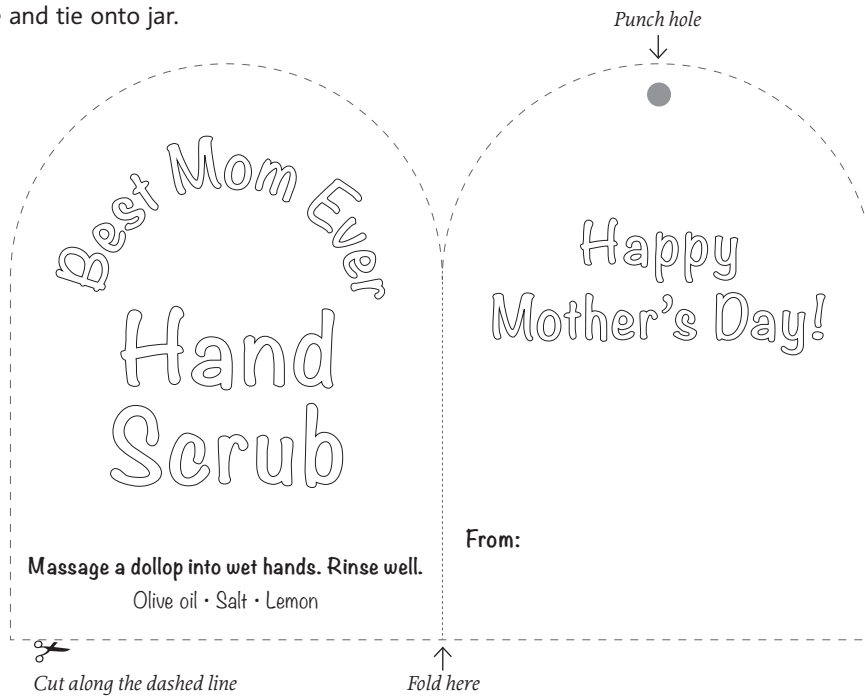 and tie onto jar.
Punch hole
Best Mom Ever
Hand
Scrub
Massage a dollop into wet hands. Rinse well.
Olive oil · Salt · Lemon
Happy
Mother's Day!
From:
Cut along the dashed line
Fold here